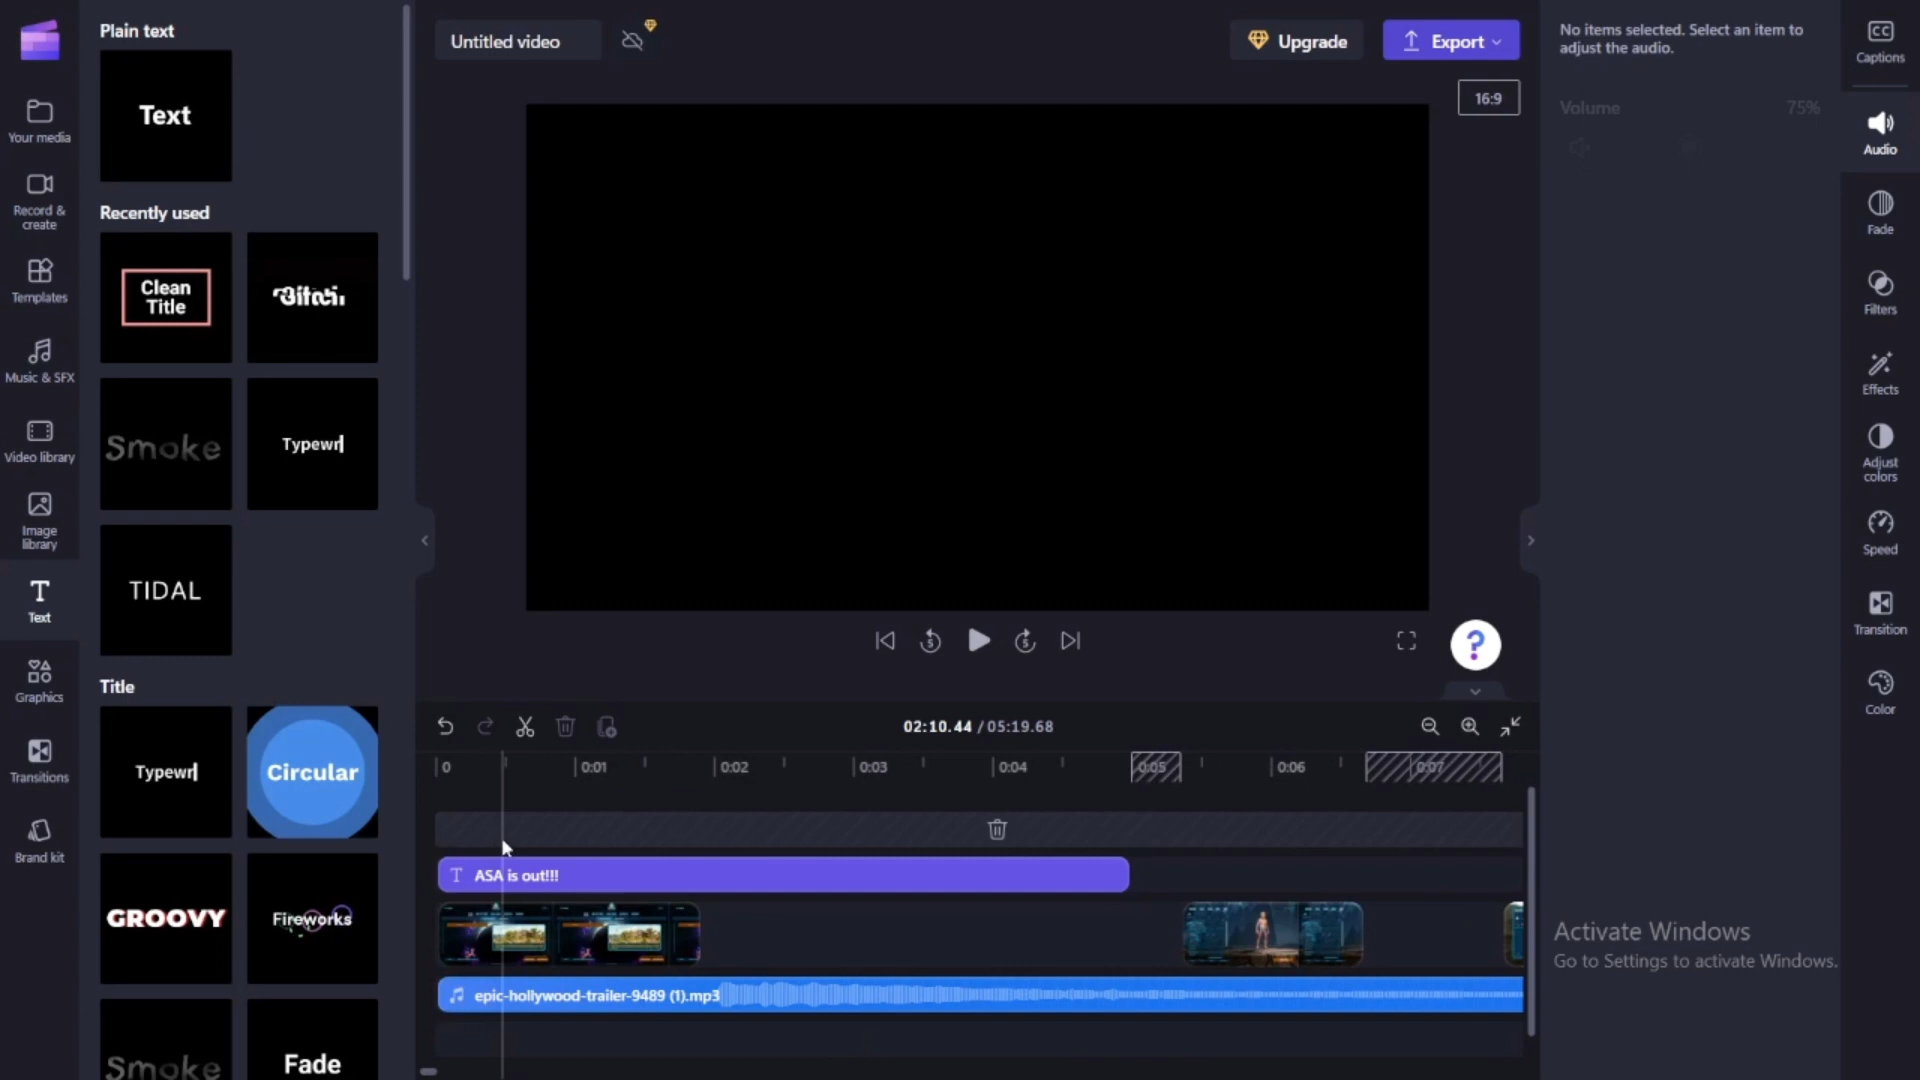 Plain text
Text
Recently used
Clean
Title
Smoke
Typewr
TIDAL
Title
Typewr
Circular
GROOVY
Fireworks
Smoke
Fade
Your media
Record &
create
Templates
Music & SFX
Video library
Image
library
Text
Graphics
Transitions
Brand kit
Untitled video
Upgrade
Export
16:9
5
5
?
02:10.44 / 05:19.68
0
0:01
0:02
0:03
0:04
0:05
0:06
0:07
T ASA is out!!!
epic-hollywood-trailer-9489 (1).mp3
No items selected. Select an item to
adjust the audio.
Volume 75%
Activate Windows
Go to Settings to activate Windows.
CC
Captions
Audio
Fade
Filters
Effects
Adjust
colors
Speed
Transition
Color